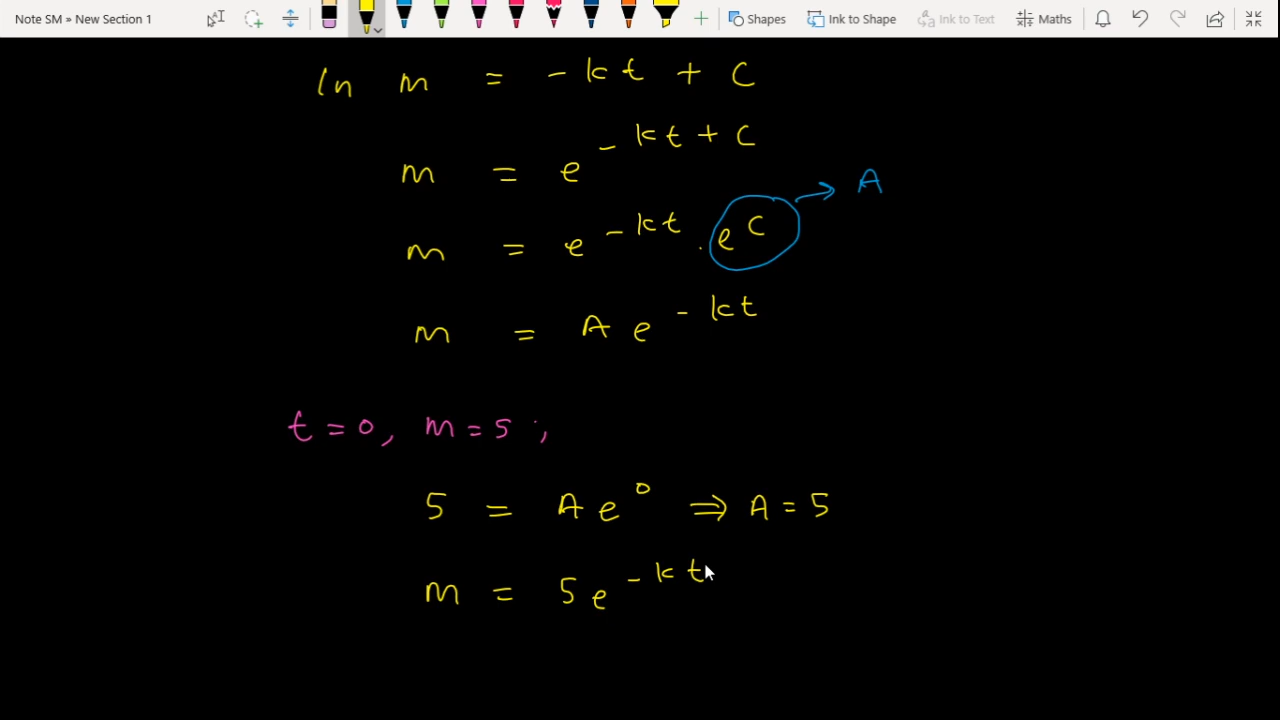 Note SM » New Section 1 Shapes Ink to Shape Ink to Text Maths
ln m = -kt + C
m = e^{-kt + C}
m = e^{-kt} . e^{C} → A
m = A e^{-kt}
t = 0, m = 5 ;
5 = A e^{0} ⇒ A = 5
m = 5 e^{-kt}